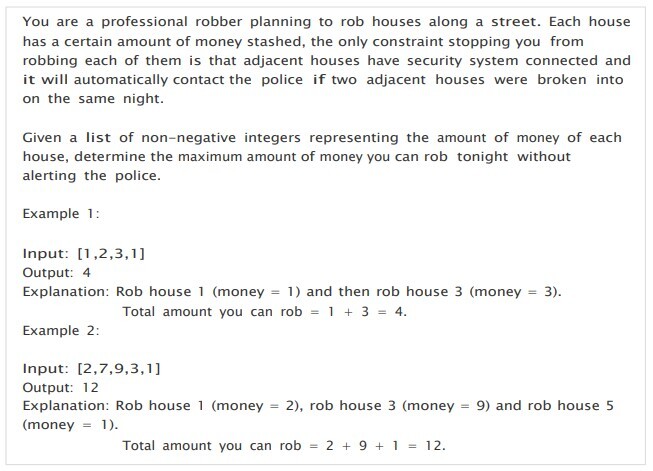 You are a professional robber planning to rob houses along a street. Each house
has a certain amount of money stashed, the only constraint stopping you from
robbing each of them is that adjacent houses have security system connected and
it will automatically contact the police if two adjacent houses were broken into
on the same night.
Given a list of non-negative integers representing the amount of money of each
house, determine the maximum amount of money you can rob tonight without
alerting the police.
Example 1:
Input: [1,2,3,1]
Output: 4
Explanation: Rob house 1 (money = 1) and then rob house 3 (money = 3).
Total amount you can rob = 1 + 3 = 4.
Example 2:
Input: [2,7,9,3,1]
Output: 12
Explanation: Rob house 1 (money = 2), rob house 3 (money = 9) and rob house 5
(money = 1).
Total amount you can rob = 2 + 9 + 1 = 12.